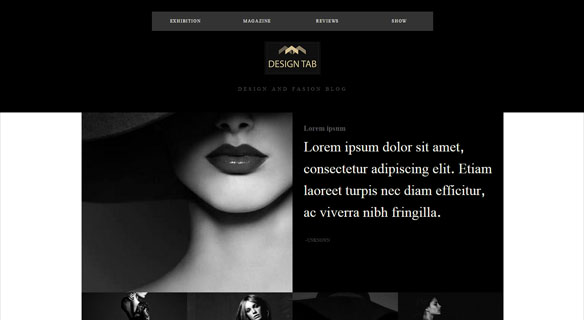 EXHIBITION MAGAZINE REVIEWS SHOW
DESIGN TAB
DESIGN AND FASION BLOG
Lorem ipsum
Lorem ipsum dolor sit amet,
consectetur adipiscing elit. Etiam
laoreet turpis nec diam efficitur,
ac viverra nibh fringilla.